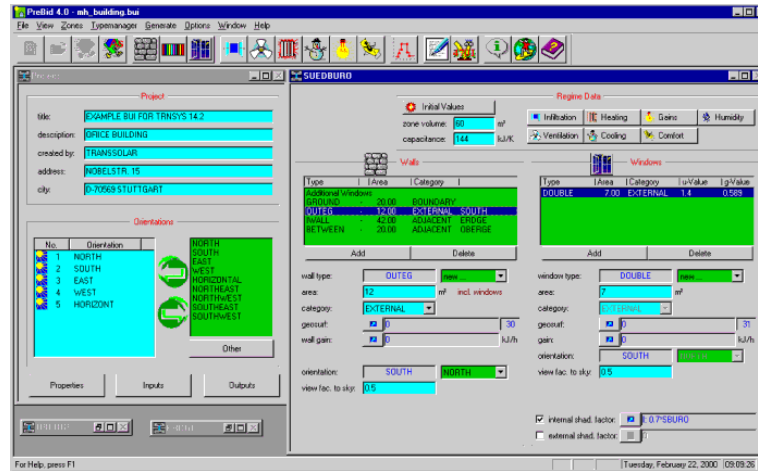 PreBid 4.0 - mh_building.bui
File View Zones Typemanager Generate Options Window Help
Project
title: EXAMPLE BUI FOR TRNSYS 14.2
description: OFFICE BUILDING
created by: TRANSSOLAR
address: NOBELSTR. 15
city: D-70569 STUTTGART
Orientations
No. Orientation
1 NORTH
2 SOUTH
3 EAST
4 WEST
5 HORIZONT
NORTH
SOUTH
EAST
WEST
HORIZONTAL
NORTHEAST
NORTHWEST
SOUTHEAST
SOUTHWEST
Other
Properties Inputs Outputs
SUEDBURO
Initial Values
zone volume: 60 m³
capacitance: 144 kJ/K
Regime Data
Infiltration Heating Gains Humidity
Ventilation Cooling Comfort
Walls
Type Area Category
Additional Windows
GROUND - 20.00 BOUNDARY
OUTEG - 12.00 EXTERNAL SOUTH
IWALL - 42.00 ADJACENT ERDGE
BETWEEN - 20.00 ADJACENT OBERGE
Add Delete
wall type: OUTEG new ...
area: 12 m² incl. windows
category: EXTERNAL
geosurf: 0 30
wall gain: 0 kJ/h
orientation: SOUTH NORTH
view fac. to sky: 0.5
Windows
Type Area Category u-Value g-Value
DOUBLE 7.00 EXTERNAL 1.4 0.589
Add Delete
window type: DOUBLE new ...
area: 7 m²
category: EXTERNAL
geosurf: 0 31
gain: 0 kJ/h
orientation: SOUTH
view fac. to sky: 0.5
internal shad. factor: I: 0.7*SBURO
external shad. factor:
For Help, press F1
Tuesday, February 22, 2000 09:09:26